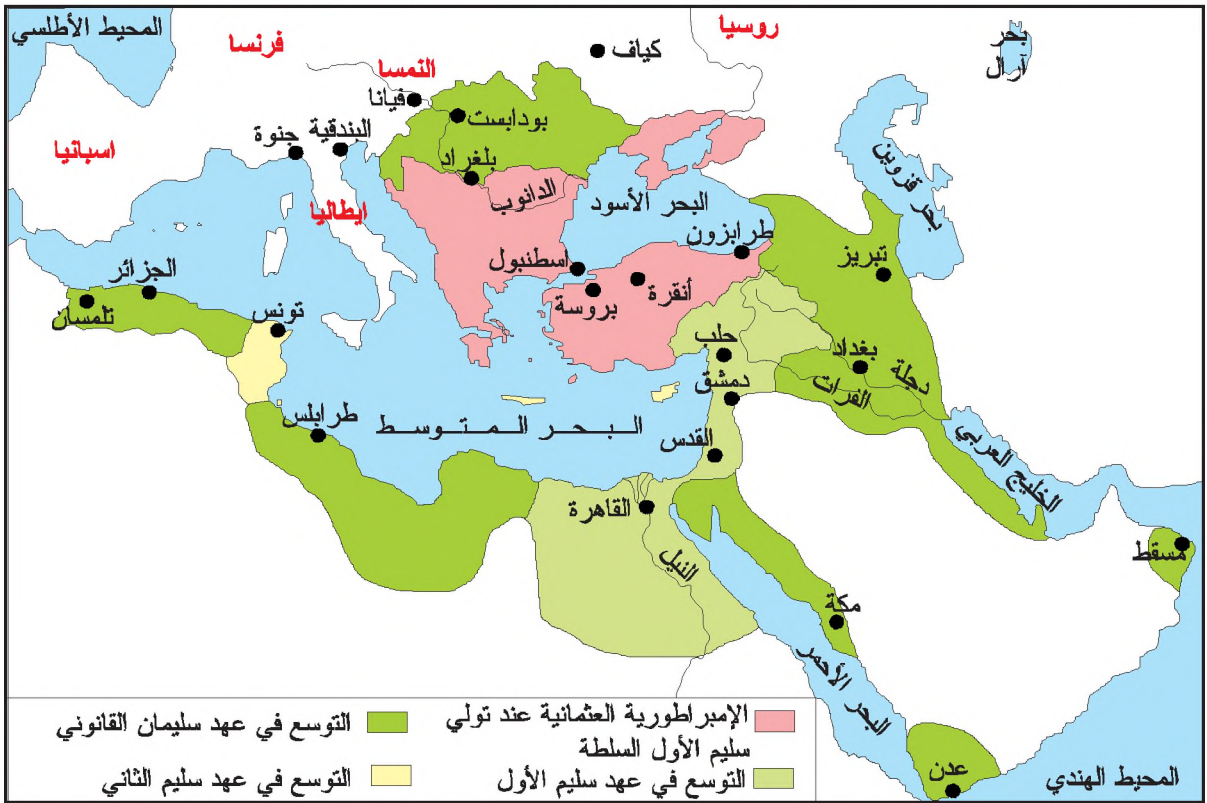 المحيط الأطلسي
فرنسا
روسيا
بحر
آرال
كياف
النمسا
فيانا
بودابست
البندقية
جنوة
اسبانيا
بلغراد
الدانوب
ايطاليا
البحر الأسود
بحر قزوين
طرابزون
تبريز
اسطنبول
أنقرة
بروسة
الجزائر
تلمسان
تونس
حلب
بغداد
دجلة
الفرات
دمشق
طرابلس
البحر المتوسط
القدس
الخليج العربي
القاهرة
النيل
مسقط
مكة
البحر الأحمر
عدن
المحيط الهندي
الإمبراطورية العثمانية عند تولي
سليم الأول السلطة
التوسع في عهد سليم الأول
التوسع في عهد سليمان القانوني
التوسع في عهد سليم الثاني